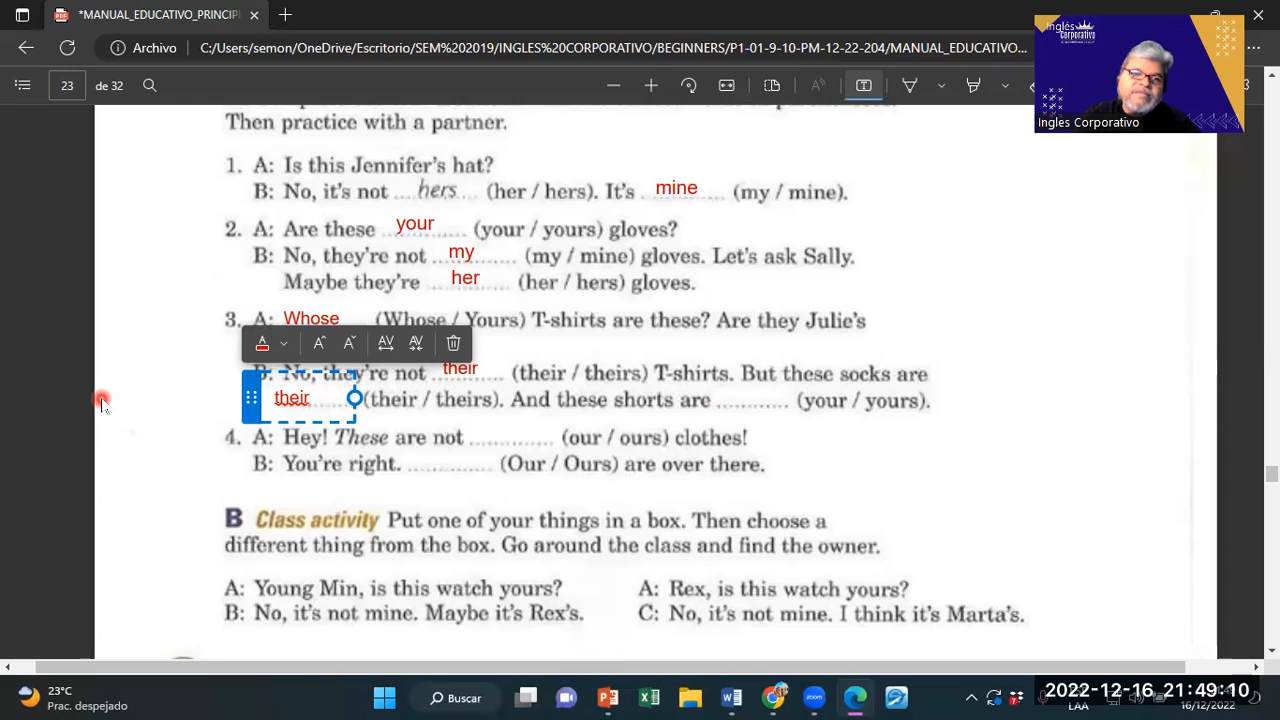 *MANUAL_EDUCATIVO_PRINCIP
Archivo C:/Users/semon/OneDrive/Escritorio/SEM%202019/INGLES%20CORPORATIVO/BEGINNERS/P1-01-9-10-PM-12-22-204/MANUAL_EDUCATIVO...
Inglés
Corporativo
23 de 32
Ingles Corporativo
Then practice with a partner.
1. A: Is this Jennifer's hat?
B: No, it's not hers (her / hers). It's mine (my / mine).
2. A: Are these your (your / yours) gloves?
B: No, they're not my (my / mine) gloves. Let's ask Sally.
Maybe they're her (her / hers) gloves.
3. A: Whose (Whose / Yours) T-shirts are these? Are they Julie's
B: No, they're not their (their / theirs) T-shirts. But these socks are
their (their / theirs). And these shorts are ............ (your / yours).
4. A: Hey! These are not .............. (our / ours) clothes!
B: You're right. .............. (Our / Ours) are over there.
B Class activity Put one of your things in a box. Then choose a
different thing from the box. Go around the class and find the owner.
A: Young Min, is this watch yours? A: Rex, is this watch yours?
B: No, it's not mine. Maybe it's Rex's. C: No, it's not mine. I think it's Marta's.
23°C
Prac. despejado
Buscar
LAA
2022-12-16 21:49:10
16/12/2022